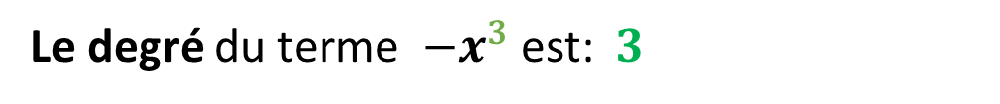 Le degré du terme −x³ est: 3